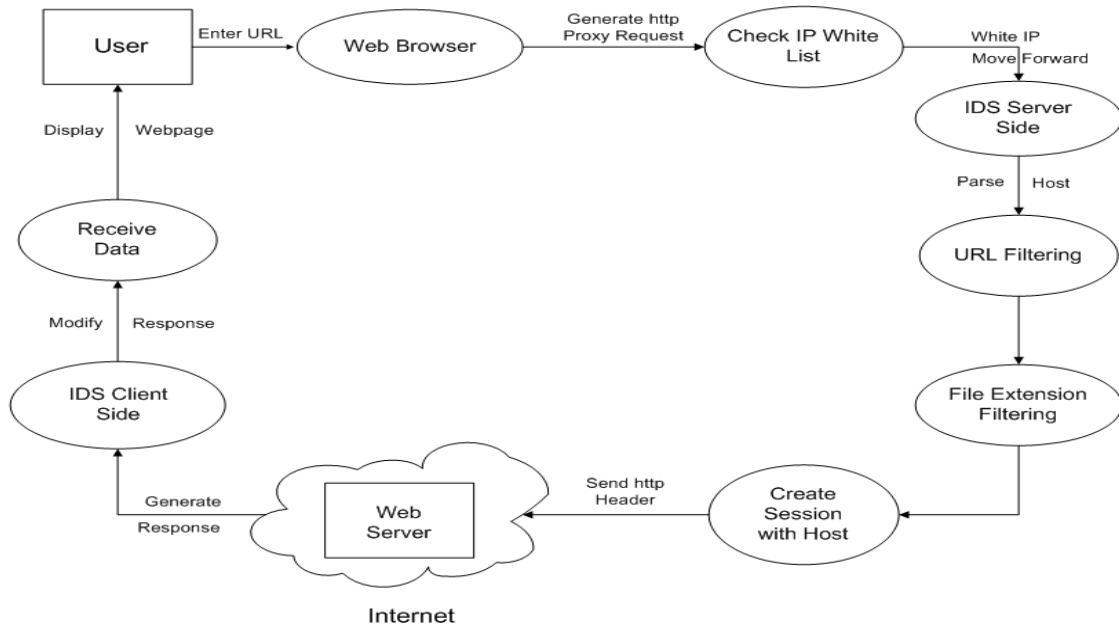 User
Enter URL
Web Browser
Generate http
Proxy Request
Check IP White
List
White IP
Move Forward
IDS Server
Side
Parse Host
URL Filtering
File Extension
Filtering
Create
Session
with Host
Send http
Header
Web
Server
Internet
Generate
Response
IDS Client
Side
Modify Response
Receive
Data
Display Webpage